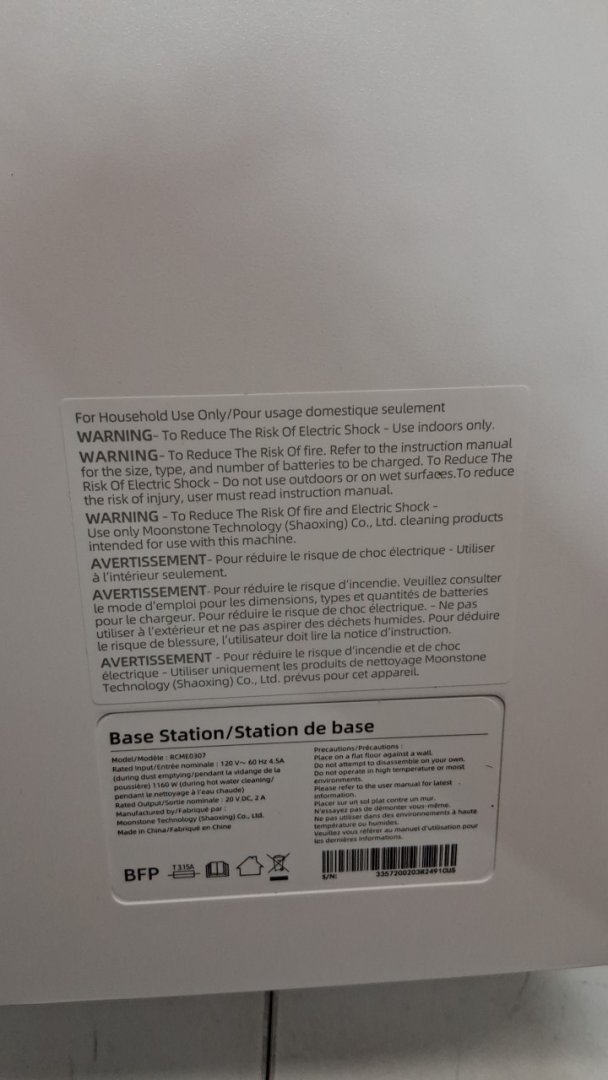 For Household Use Only/Pour usage domestique seulement
WARNING- To Reduce The Risk Of Electric Shock - Use indoors only.
WARNING- To Reduce The Risk Of fire. Refer to the instruction manual
for the size, type, and number of batteries to be charged. To Reduce The
Risk Of Electric Shock - Do not use outdoors or on wet surfaces.To reduce
the risk of injury, user must read instruction manual.
WARNING - To Reduce The Risk Of fire and Electric Shock -
Use only Moonstone Technology (Shaoxing) Co., Ltd. cleaning products
intended for use with this machine.
AVERTISSEMENT- Pour réduire le risque de choc électrique - Utiliser
à l'intérieur seulement.
AVERTISSEMENT- Pour réduire le risque d'incendie. Veuillez consulter
le mode d'emploi pour les dimensions, types et quantités de batteries
pour le chargeur. Pour réduire le risque de choc électrique. - Ne pas
utiliser à l'extérieur et ne pas aspirer des déchets humides. Pour déduire
le risque de blessure, l'utilisateur doit lire la notice d'instruction.
AVERTISSEMENT - Pour réduire le risque d'incendie et de choc
électrique - Utiliser uniquement les produits de nettoyage Moonstone
Technology (Shaoxing) Co., Ltd. prévus pour cet appareil.
Base Station/Station de base
Model/Modèle : RCME0307
Rated Input/Entrée nominale : 120 V~ 60 Hz 4.5A
(during dust emptying/pendant la vidange de la
poussière) 1160 W (during hot water cleaning/
pendant le nettoyage à l'eau chaude)
Rated Output/Sortie nominale : 20 V DC, 2 A
Manufactured by/Fabriqué par :
Moonstone Technology (Shaoxing) Co., Ltd.
Made in China/Fabriqué en Chine
Precautions/Précautions :
Place on a flat floor against a wall.
Do not attempt to disassemble on your own.
Do not operate in high temperature or moist
environments.
Please refer to the user manual for latest
information.
Placer sur un sol plat contre un mur.
N'essayez pas de démonter vous-même.
Ne pas utiliser dans des environnements à haute
température ou humides.
Veuillez vous référer au manuel d'utilisation pour
les dernières informations.
BFP
T3.15A
S/N: